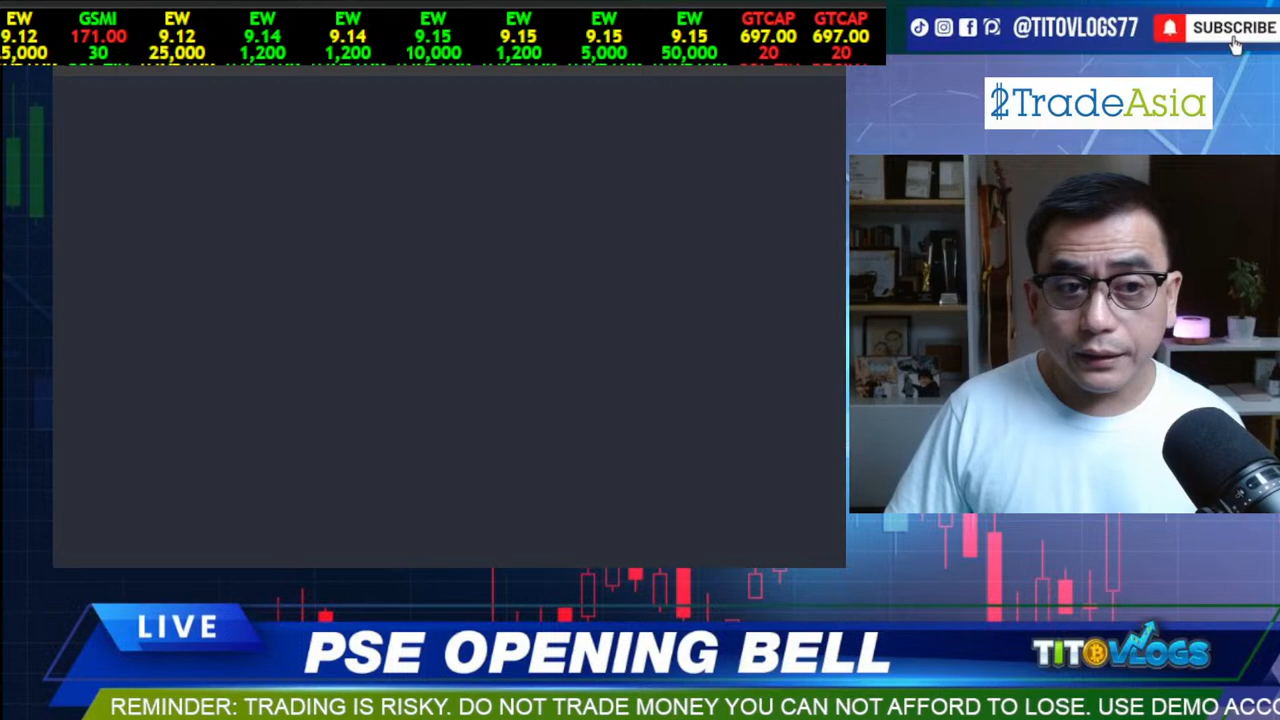 EW GSMI EW EW EW EW EW EW EW GTCAP GTCAP
9.12 171.00 9.12 9.14 9.14 9.15 9.15 9.15 9.15 697.00 697.00
5,000 30 25,000 1,200 1,200 10,000 1,200 5,000 50,000 20 20
@TITOVLOGS77 SUBSCRIBE
2TradeAsia
LIVE
PSE OPENING BELL
TITOVLOGS
REMINDER: TRADING IS RISKY. DO NOT TRADE MONEY YOU CAN NOT AFFORD TO LOSE. USE DEMO ACCO